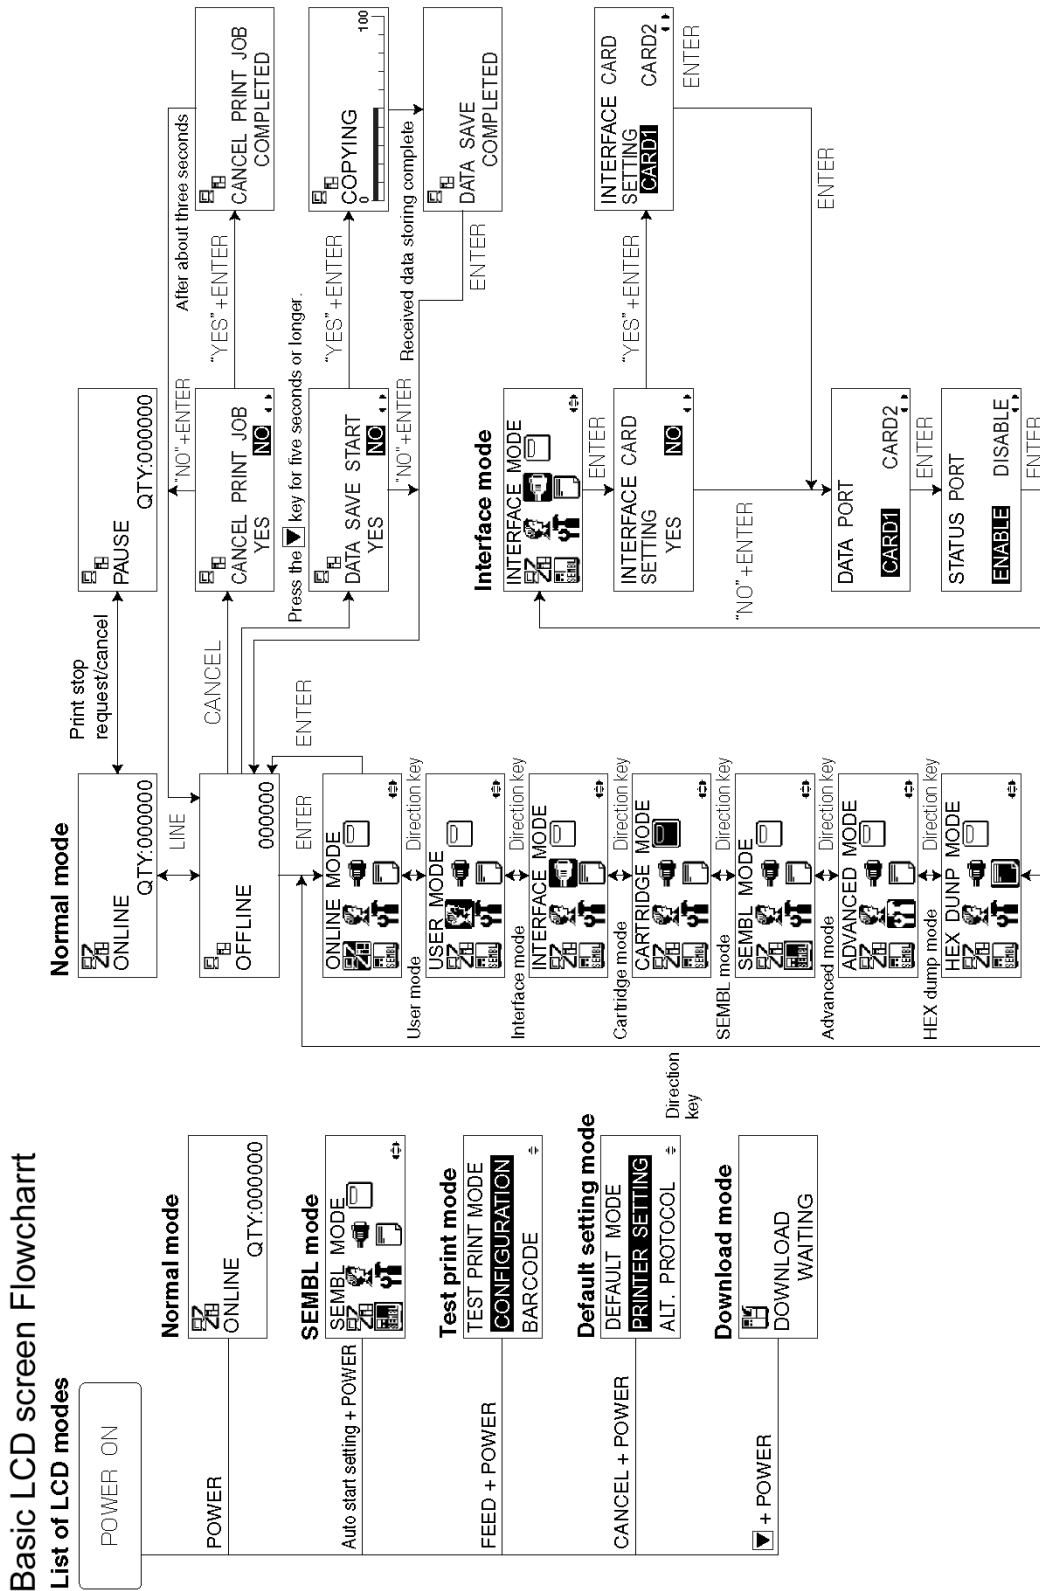 Basic LCD screen Flowchart
List of LCD modes
POWER ON
POWER
Normal mode
ONLINE
QTY:000000
Auto start setting + POWER
SEMBL mode
SEMBL MODE
SEMBL
FEED + POWER
Test print mode
TEST PRINT MODE
CONFIGURATION
BARCODE
CANCEL + POWER
Default setting mode
DEFAULT MODE
PRINTER SETTING
ALT. PROTOCOL
▼ + POWER
Download mode
DOWNLOAD
WAITING
Direction
key
Normal mode
ONLINE
QTY:000000
Print stop
request/cancel
PAUSE
QTY:000000
LINE
OFFLINE
000000
ENTER
ONLINE MODE
SEMBL
ENTER
User mode
Direction key
USER MODE
SEMBL
Interface mode
Direction key
INTERFACE MODE
SEMBL
Cartridge mode
Direction key
CARTRIDGE MODE
SEMBL
SEMBL mode
Direction key
SEMBL MODE
SEMBL
Advanced mode
Direction key
ADVANCED MODE
SEMBL
HEX dump mode
Direction key
HEX DUNP MODE
SEMBL
CANCEL
"NO"+ENTER
After about three seconds
CANCEL PRINT JOB
YES NO
"YES"+ENTER
CANCEL PRINT JOB
COMPLETED
Press the ▼ key for five seconds or longer.
DATA SAVE START
YES NO
"YES"+ENTER
COPYING
0 100
"NO"+ENTER
Received data storing complete
DATA SAVE
COMPLETED
ENTER
Interface mode
INTERFACE MODE
SEMBL
ENTER
INTERFACE CARD
SETTING
YES NO
"YES"+ENTER
INTERFACE CARD
SETTING
CARD1 CARD2
ENTER
"NO"+ENTER
ENTER
DATA PORT
CARD1 CARD2
ENTER
STATUS PORT
ENABLE DISABLE
ENTER